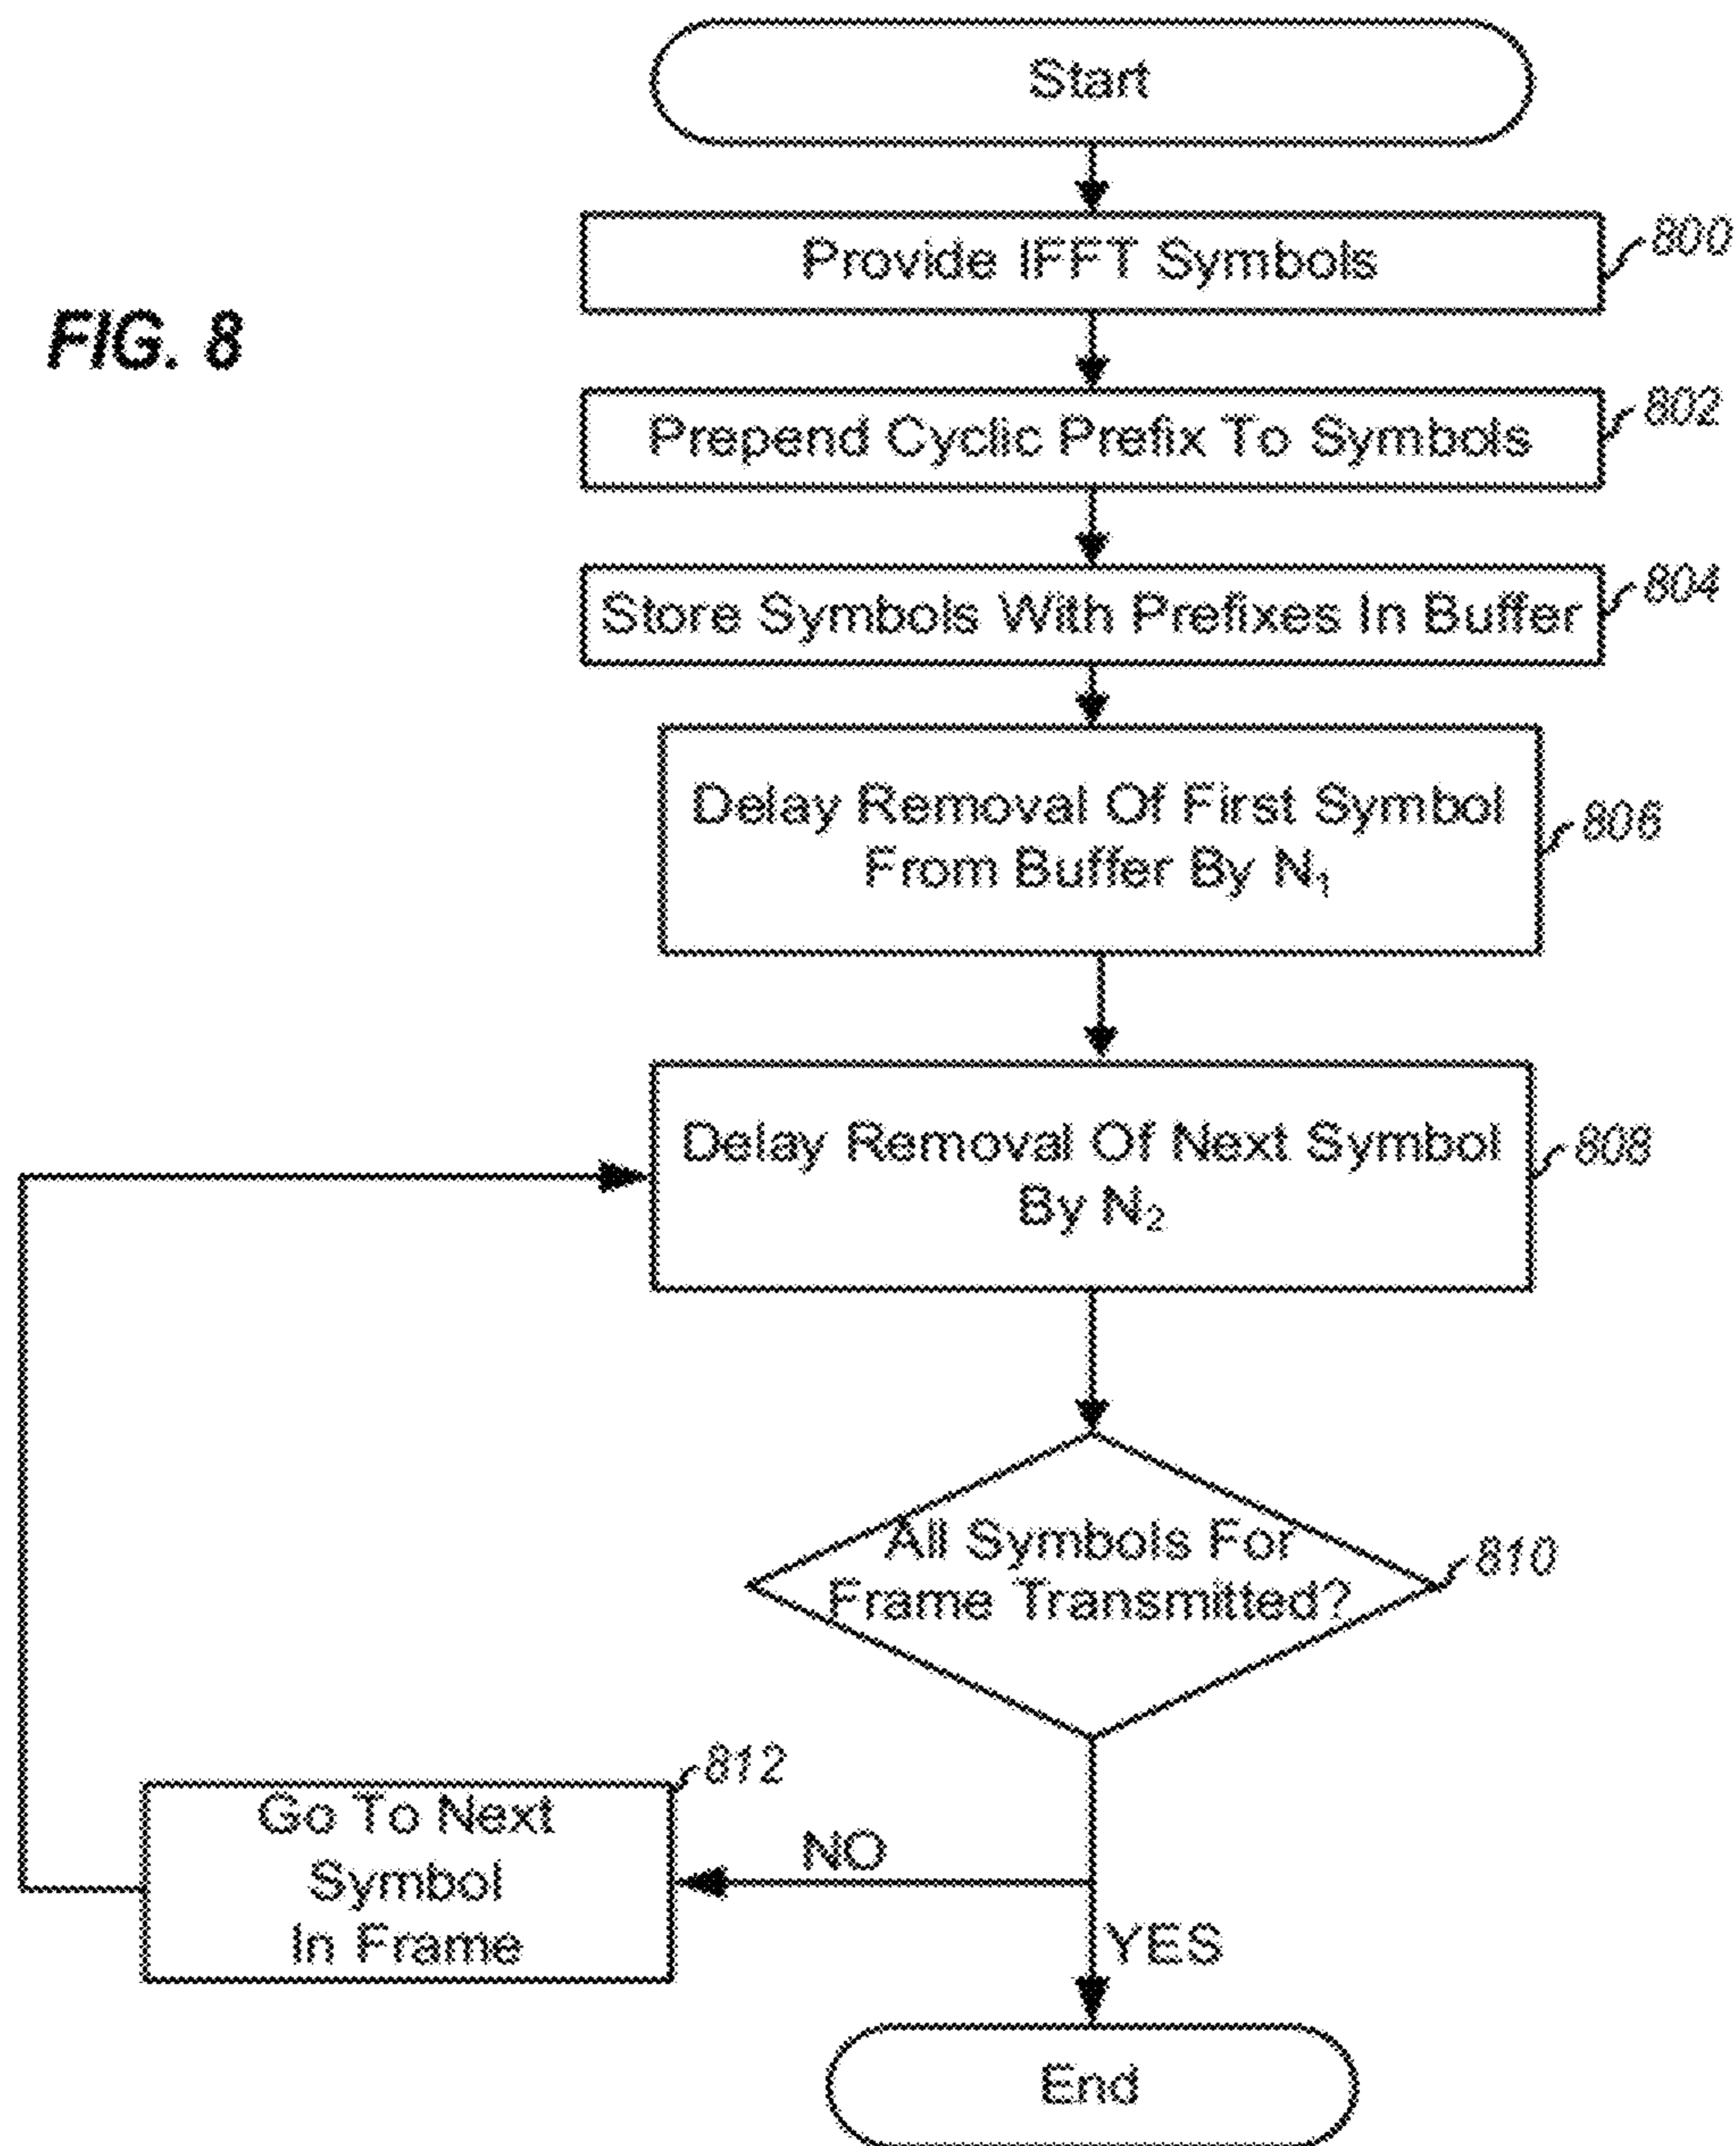 Start
Provide IFFT Symbols
800
FIG. 8
Prepend Cyclic Prefix To Symbols
802
Store Symbols With Prefixes In Buffer
804
Delay Removal Of First Symbol
From Buffer By N₁
806
Delay Removal Of Next Symbol
By N₂
808
All Symbols For
Frame Transmitted?
810
812
Go To Next
Symbol
In Frame
NO
YES
End